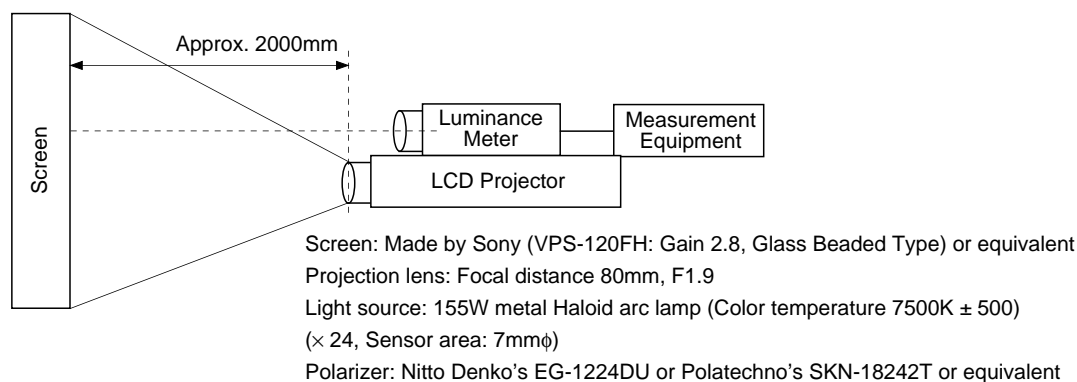 Approx. 2000mm
Screen
Luminance
Meter
Measurement
Equipment
LCD Projector
Screen: Made by Sony (VPS-120FH: Gain 2.8, Glass Beaded Type) or equivalent
Projection lens: Focal distance 80mm, F1.9
Light source: 155W metal Haloid arc lamp (Color temperature 7500K ± 500)
(× 24, Sensor area: 7mmφ)
Polarizer: Nitto Denko's EG-1224DU or Polatechno's SKN-18242T or equivalent